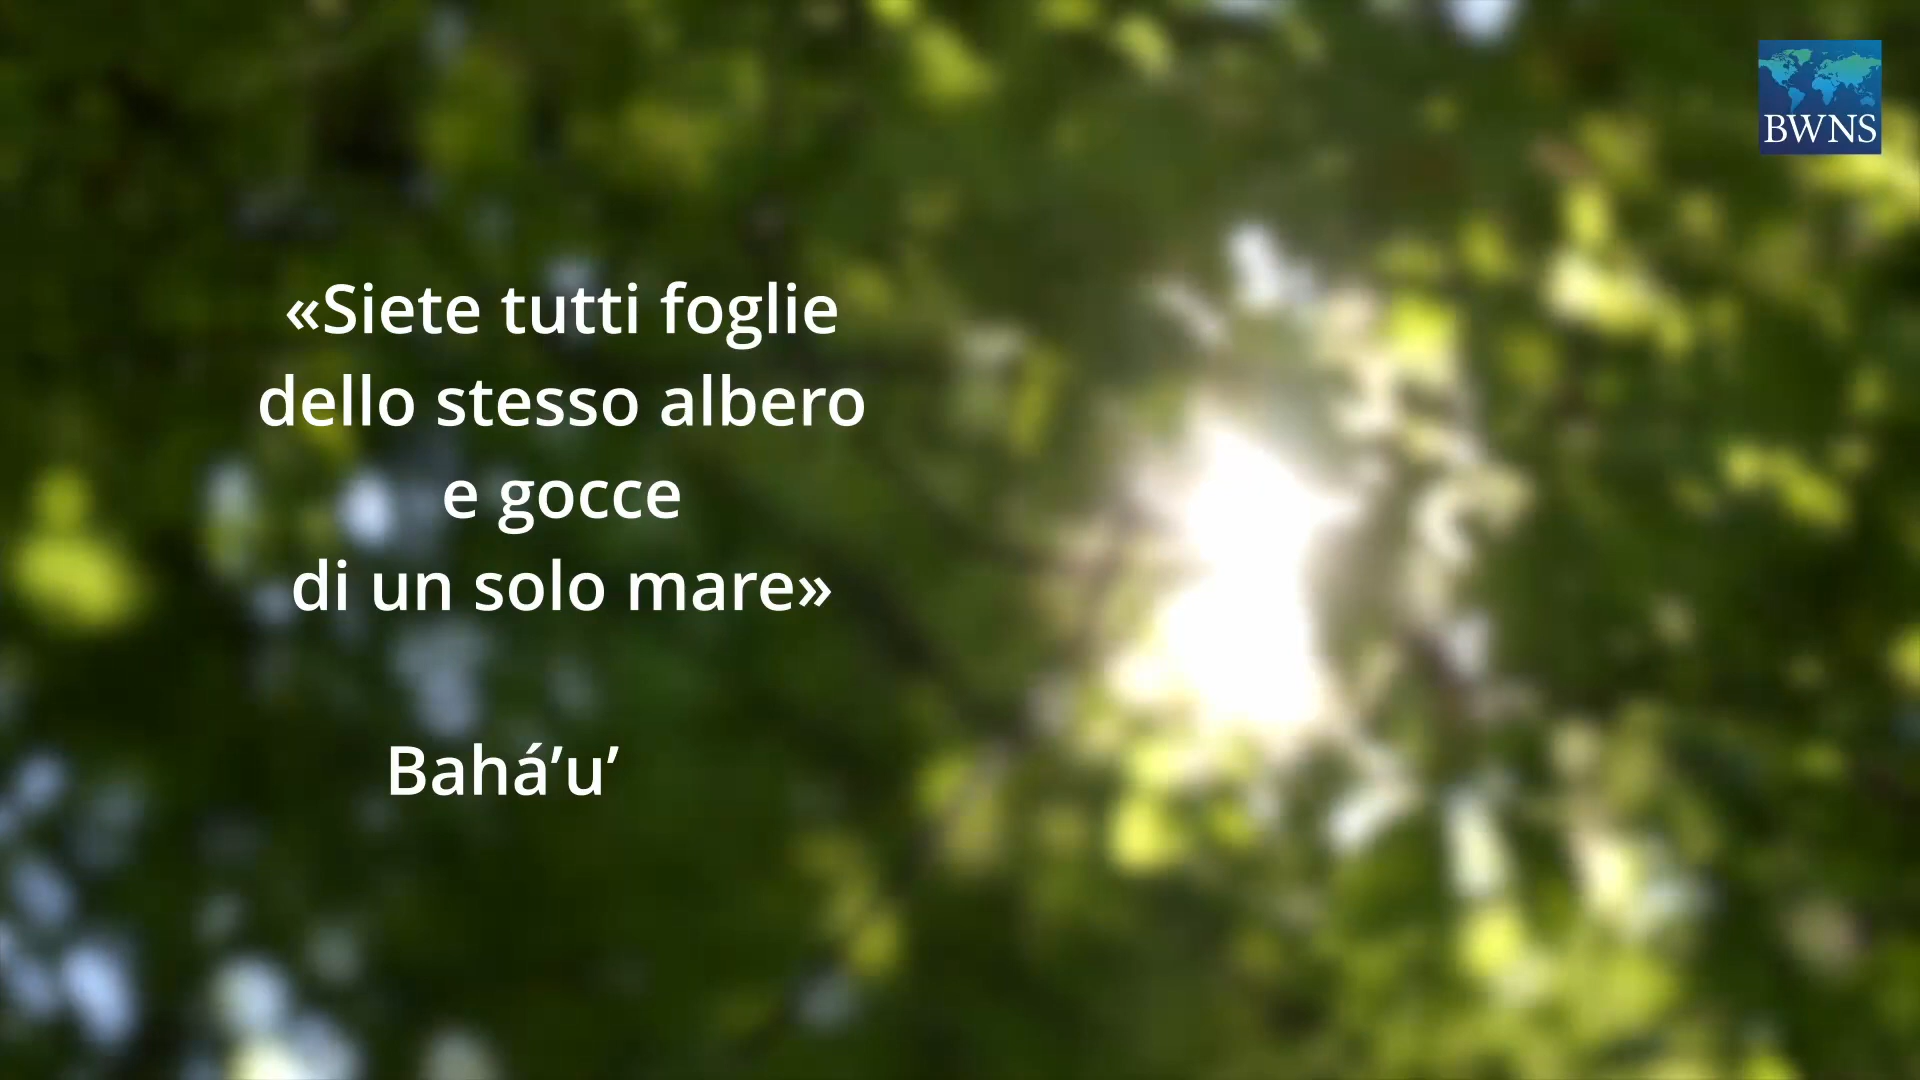 BWNS
«Siete tutti foglie
dello stesso albero
e gocce
di un solo mare»
Bahá’u’